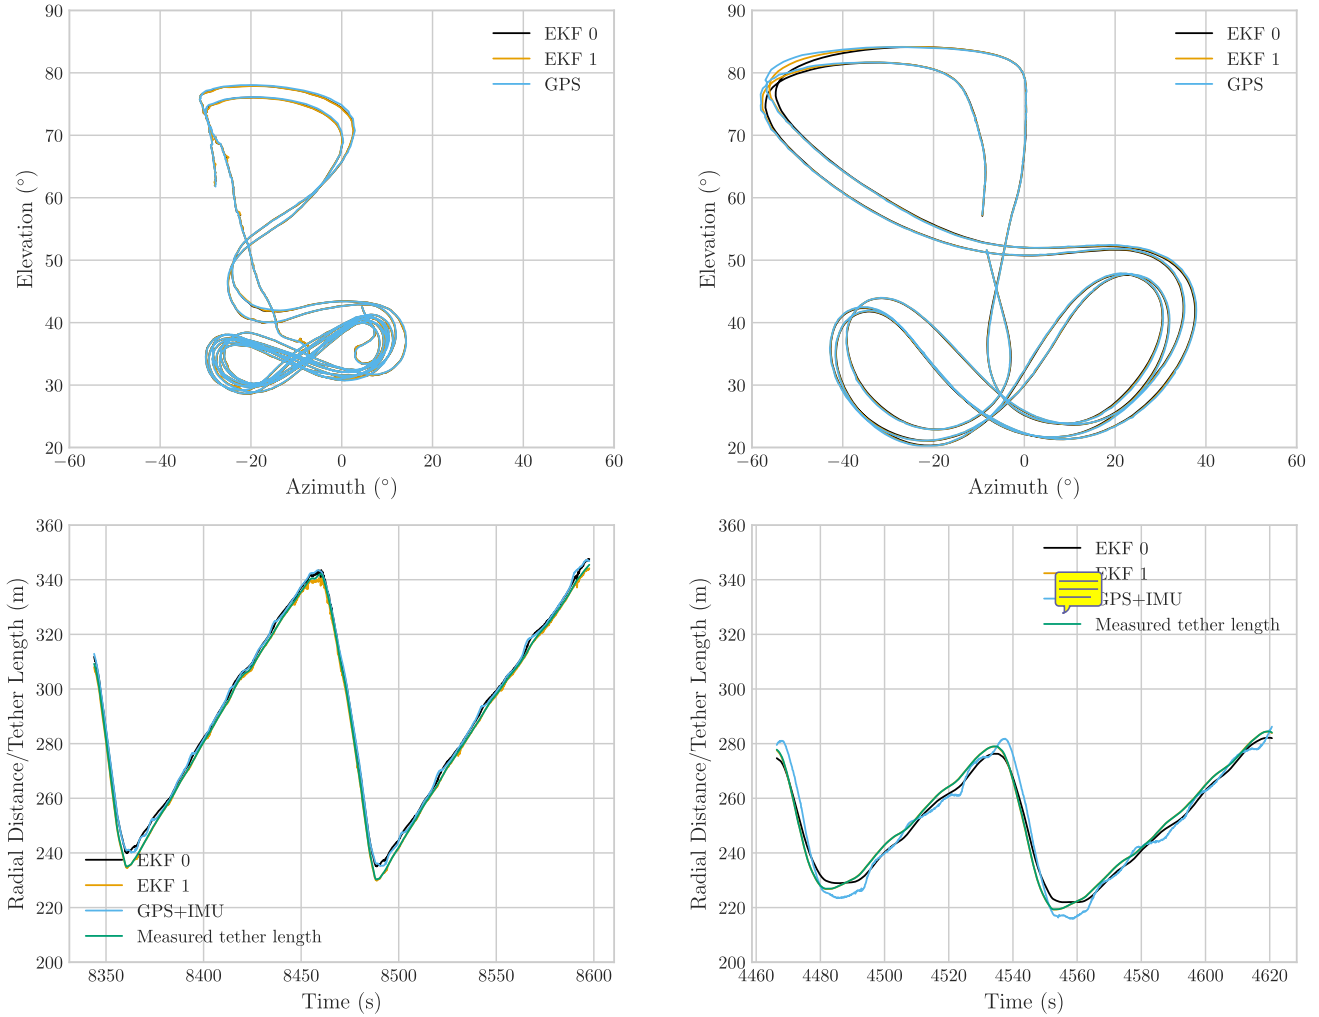 90
80
70
60
50
40
30
20
−60
−40
−20
0
20
40
60
Elevation (°)
Azimuth (°)
EKF 0
EKF 1
GPS
90
80
70
60
50
40
30
20
−60
−40
−20
0
20
40
60
Elevation (°)
Azimuth (°)
EKF 0
EKF 1
GPS
360
340
320
300
280
260
240
220
200
8350
8400
8450
8500
8550
8600
Radial Distance/Tether Length (m)
Time (s)
EKF 0
EKF 1
GPS+IMU
Measured tether length
360
340
320
300
280
260
240
220
200
4460
4480
4500
4520
4540
4560
4580
4600
4620
Radial Distance/Tether Length (m)
Time (s)
EKF 0
EKF 1
GPS+IMU
Measured tether length